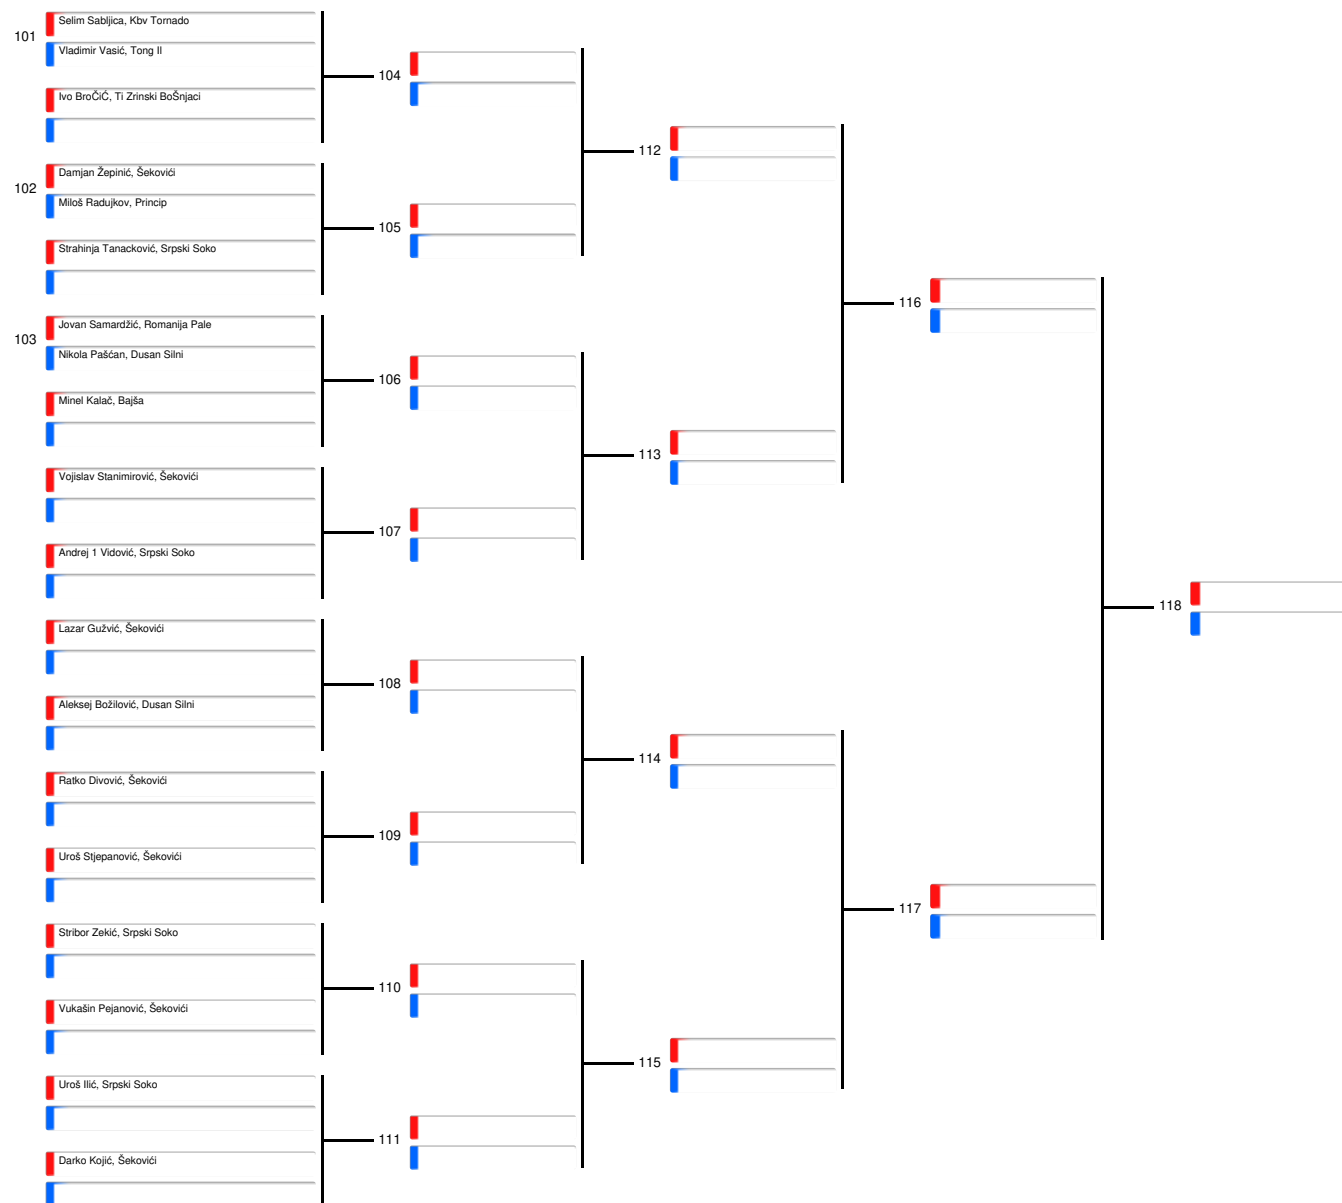 Selim Sabljica, Kbv Tornado
101
Vladimir Vasić, Tong Il
104
Ivo BroČiĆ, Ti Zrinski BoŠnjaci
112
Damjan Žepinić, Šekovići
102
Miloš Radujkov, Princip
105
Strahinja Tanacković, Srpski Soko
116
Jovan Samardžić, Romanija Pale
103
Nikola Pašćan, Dusan Silni
106
Minel Kalač, Bajša
113
Vojislav Stanimirović, Šekovići
107
Andrej 1 Vidović, Srpski Soko
118
Lazar Gužvić, Šekovići
108
Aleksej Božilović, Dusan Silni
114
Ratko Divović, Šekovići
109
Uroš Stjepanović, Šekovići
117
Stribor Zekić, Srpski Soko
110
Vukašin Pejanović, Šekovići
115
Uroš Ilić, Srpski Soko
111
Darko Kojić, Šekovići